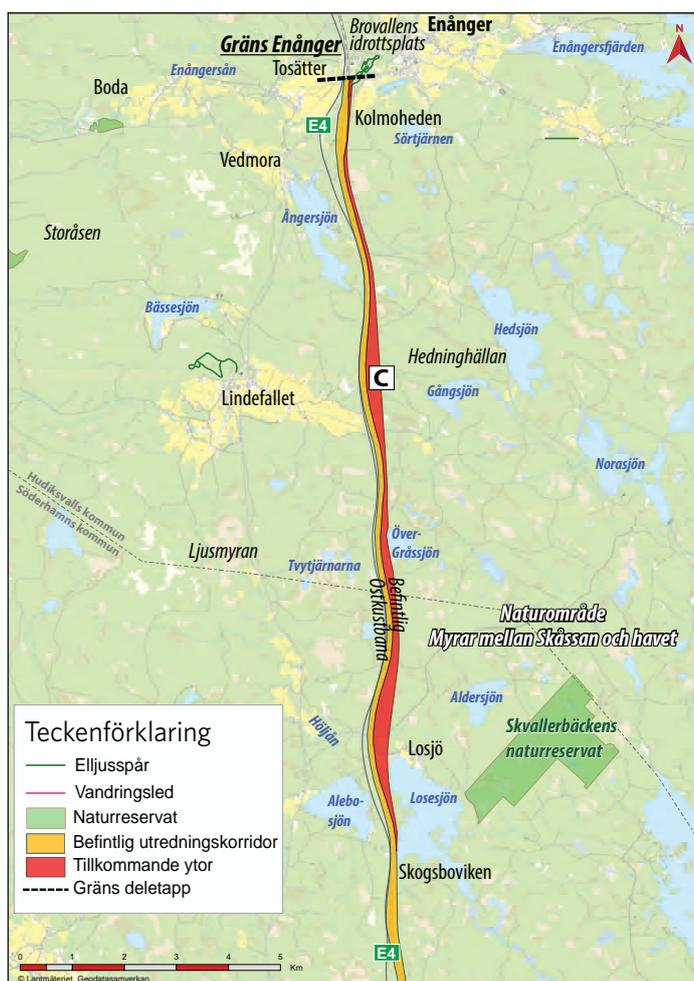 Brovallens
idrottsplats
Enånger
N
Gräns Enånger
Enångersfjärden
Enångersån
Tosätter
Boda
Kolmoheden
E4
Sörtjärnen
Vedmora
Ångersjön
Storåsen
Bässesjön
Hedsjön
Hedninghällan
C
Gångsjön
Lindefallet
Norasjön
Hudiksvalls kommun
Söderhamns kommun
Ljusmyran
Över-
Gråssjön
Tvytjärnarna
Befintlig
Ostkustbana
Naturområde
Myrar mellan Skåssan och havet
Aldersjön
Skvallerbäckens
naturreservat
Höljån
Losjö
Alebo-
sjön
Losesjön
Skogsboviken
E4
Teckenförklaring
Elljusspår
Vandringsled
Naturreservat
Befintlig utredningskorridor
Tillkommande ytor
Gräns deletapp
0 1 2 3 4 5
Km
© Lantmäteriet, Geodatasamverkan